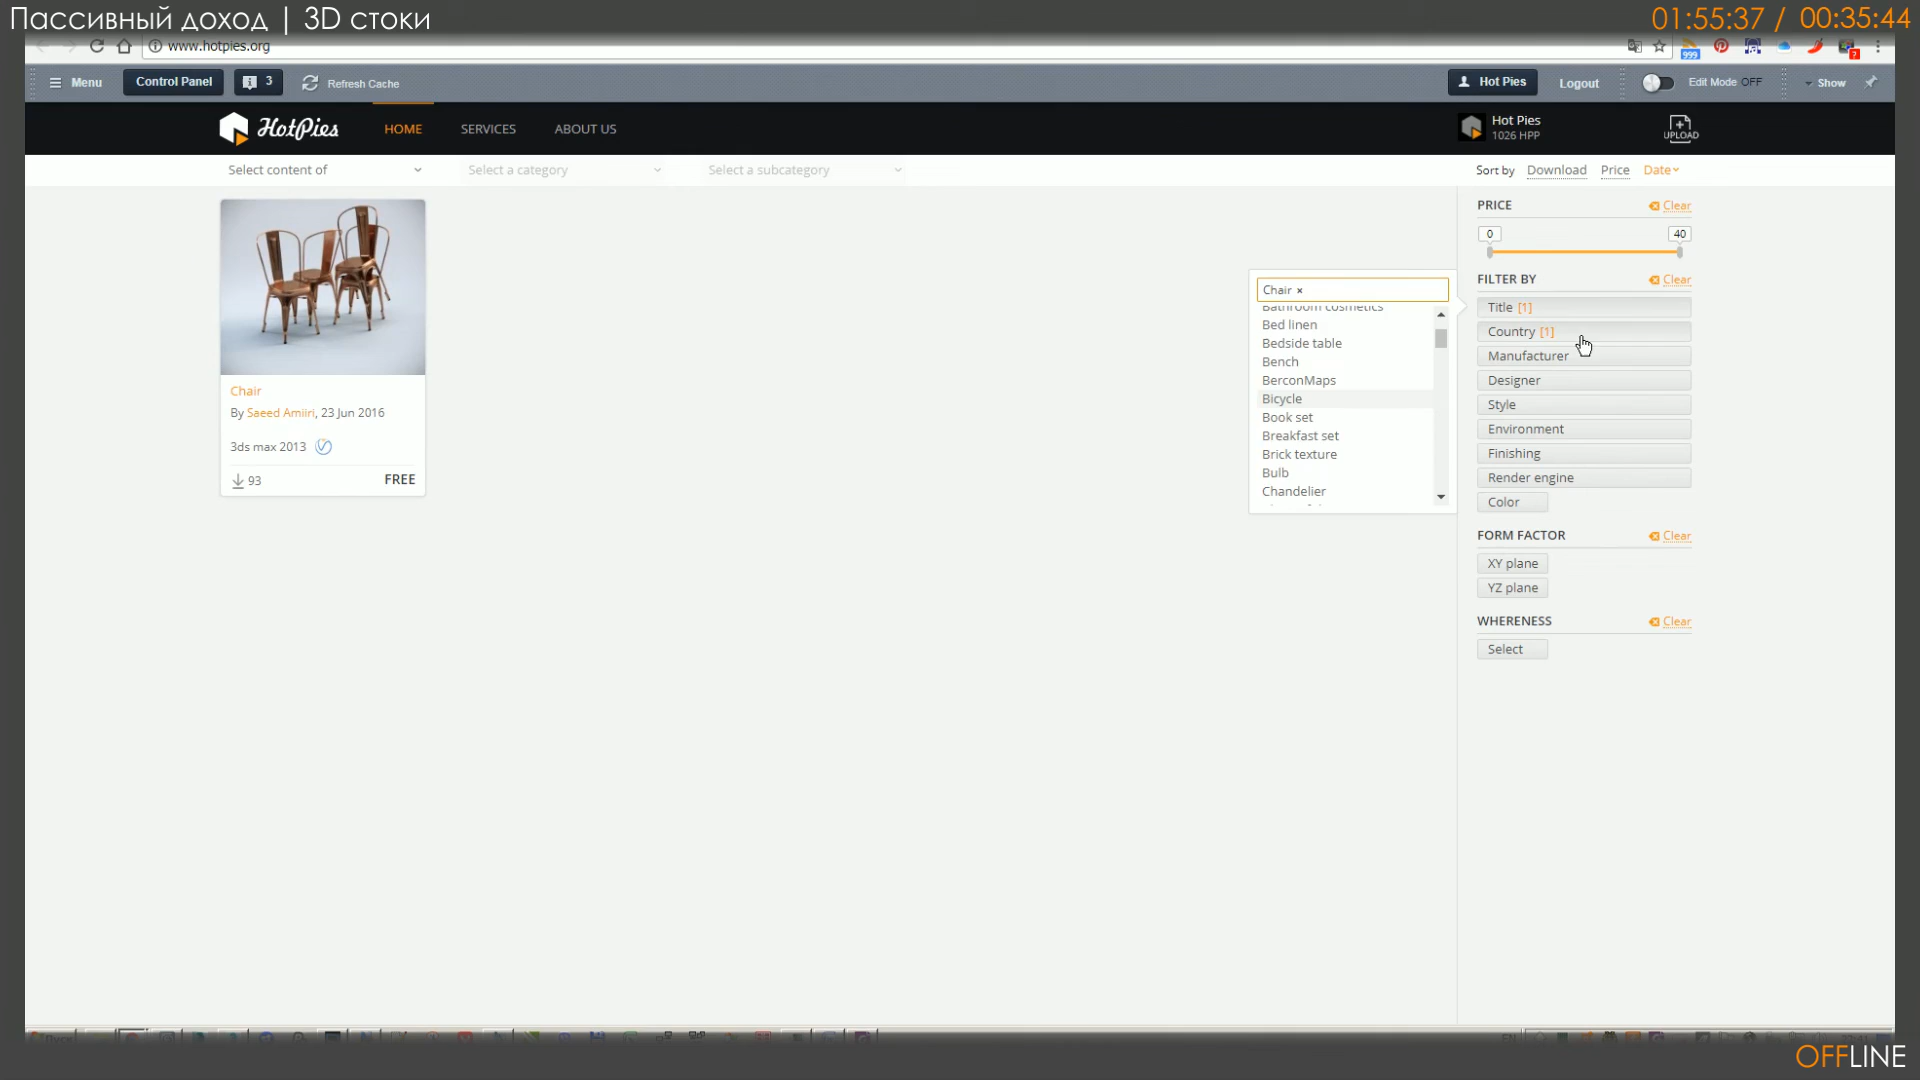 Пассивный доход | 3D стоки
01:55:37 / 00:35:44
www.hotpies.org
999
?
Menu
Control Panel
3
Refresh Cache
Hot Pies
Logout
Edit Mode OFF
Show
HotPies
HOME
SERVICES
ABOUT US
Hot Pies
1026 HPP
UPLOAD
Select content of
Select a category
Select a subcategory
Sort by
Download
Price
Date
Chair
By Saeed Amiiri, 23 Jun 2016
3ds max 2013
93
FREE
Chair ×
Bathroom cosmetics
Bed linen
Bedside table
Bench
BerconMaps
Bicycle
Book set
Breakfast set
Brick texture
Bulb
Chandelier
PRICE
Clear
0
40
FILTER BY
Clear
Title [1]
Country [1]
Manufacturer
Designer
Style
Environment
Finishing
Render engine
Color
FORM FACTOR
Clear
XY plane
YZ plane
WHERENESS
Clear
Select
OFFLINE